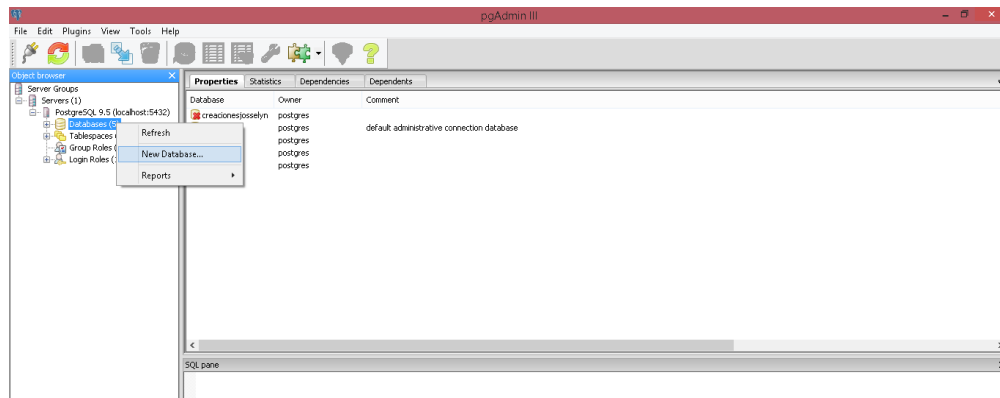 pgAdmin III
File Edit Plugins View Tools Help
Object browser
Server Groups
Servers (1)
PostgreSQL 9.5 (localhost:5432)
Databases (5)
Tablespaces
Group Roles (
Login Roles (
Refresh
New Database...
Reports
Properties Statistics Dependencies Dependents
Database Owner Comment
creacionesjosselyn postgres
postgres default administrative connection database
postgres
postgres
postgres
SQL pane